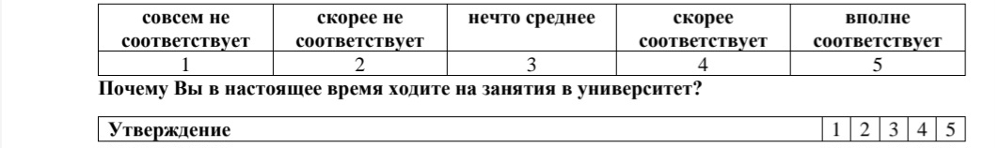 совсем не соответствует скорее не соответствует нечто среднее скорее соответствует вполне соответствует
1 2 3 4 5
Почему Вы в настоящее время ходите на занятия в университет?
Утверждение 1 2 3 4 5